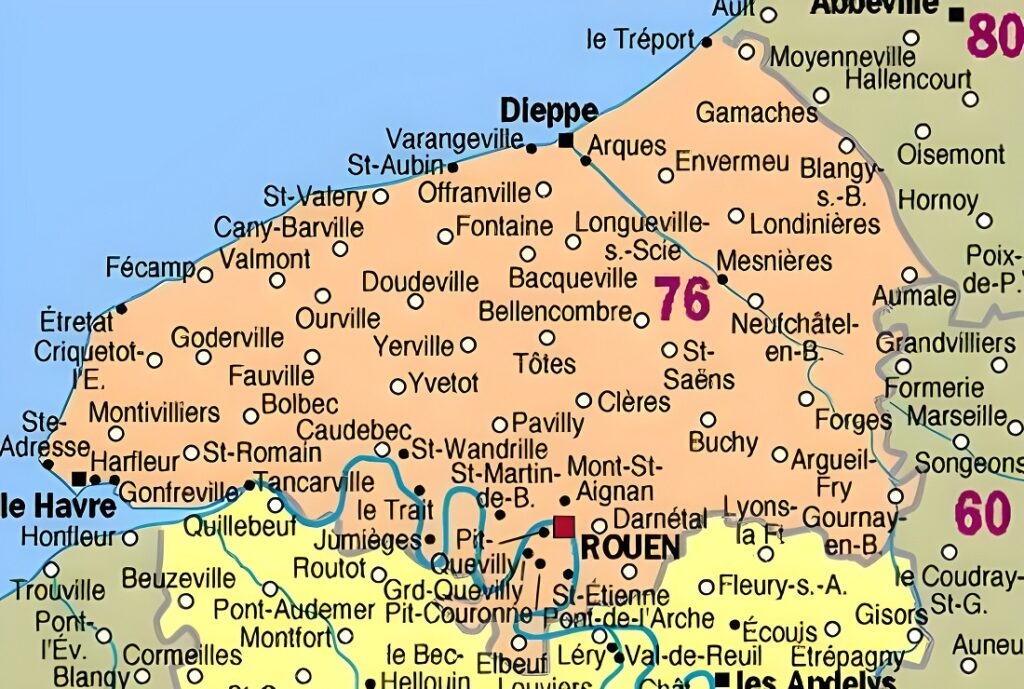 Ault
Abbeville
80
le Tréport
Moyenneville
Hallencourt
Dieppe
Gamaches
Varangeville
Arques
St-Aubin
Envermeu
Blangy-
s.-B.
Oisemont
St-Valery
Offranville
Hornoy
Cany-Barville
Fontaine
Longueville-
s.-Scie
Londinières
Fécamp
Valmont
Bacqueville
Mesnières
Poix-
de-P.
Doudeville
76
Aumale
Étretat
Ourville
Bellencombre
Neufchâtel-
en-B.
Criquetot-
l'E.
Goderville
Yerville
Tôtes
St-
Saëns
Grandvilliers
Fauville
Yvetot
Formerie
Montivilliers
Bolbec
Clères
Forges
Marseille
Ste-
Adresse
Caudebec
Pavilly
Buchy
Harfleur
St-Romain
St-Wandrille
Argueil-
Fry
Songeons
Gonfreville
Tancarville
St-Martin-
de-B.
Mont-St-
Aignan
le Havre
Quillebeuf
le Trait
Darnétal
Lyons-
la Ft
Gournay-
en-B.
60
Honfleur
Jumièges
Pit-
Quevilly
ROUEN
Trouville
Beuzeville
Routot
Grd-Quevilly
St-Étienne
Fleury-s.-A.
le Coudray-
St-G.
Pont-
l'Év.
Pont-Audemer
Pit-Couronne
Pont-de-l'Arche
Gisors
Montfort
Écouis
Auneu
Cormeilles
le Bec-
Hellouin
Elbeuf
Léry
Val-de-Reuil
Étrépagny
Blangy
Louviers
les Andelys